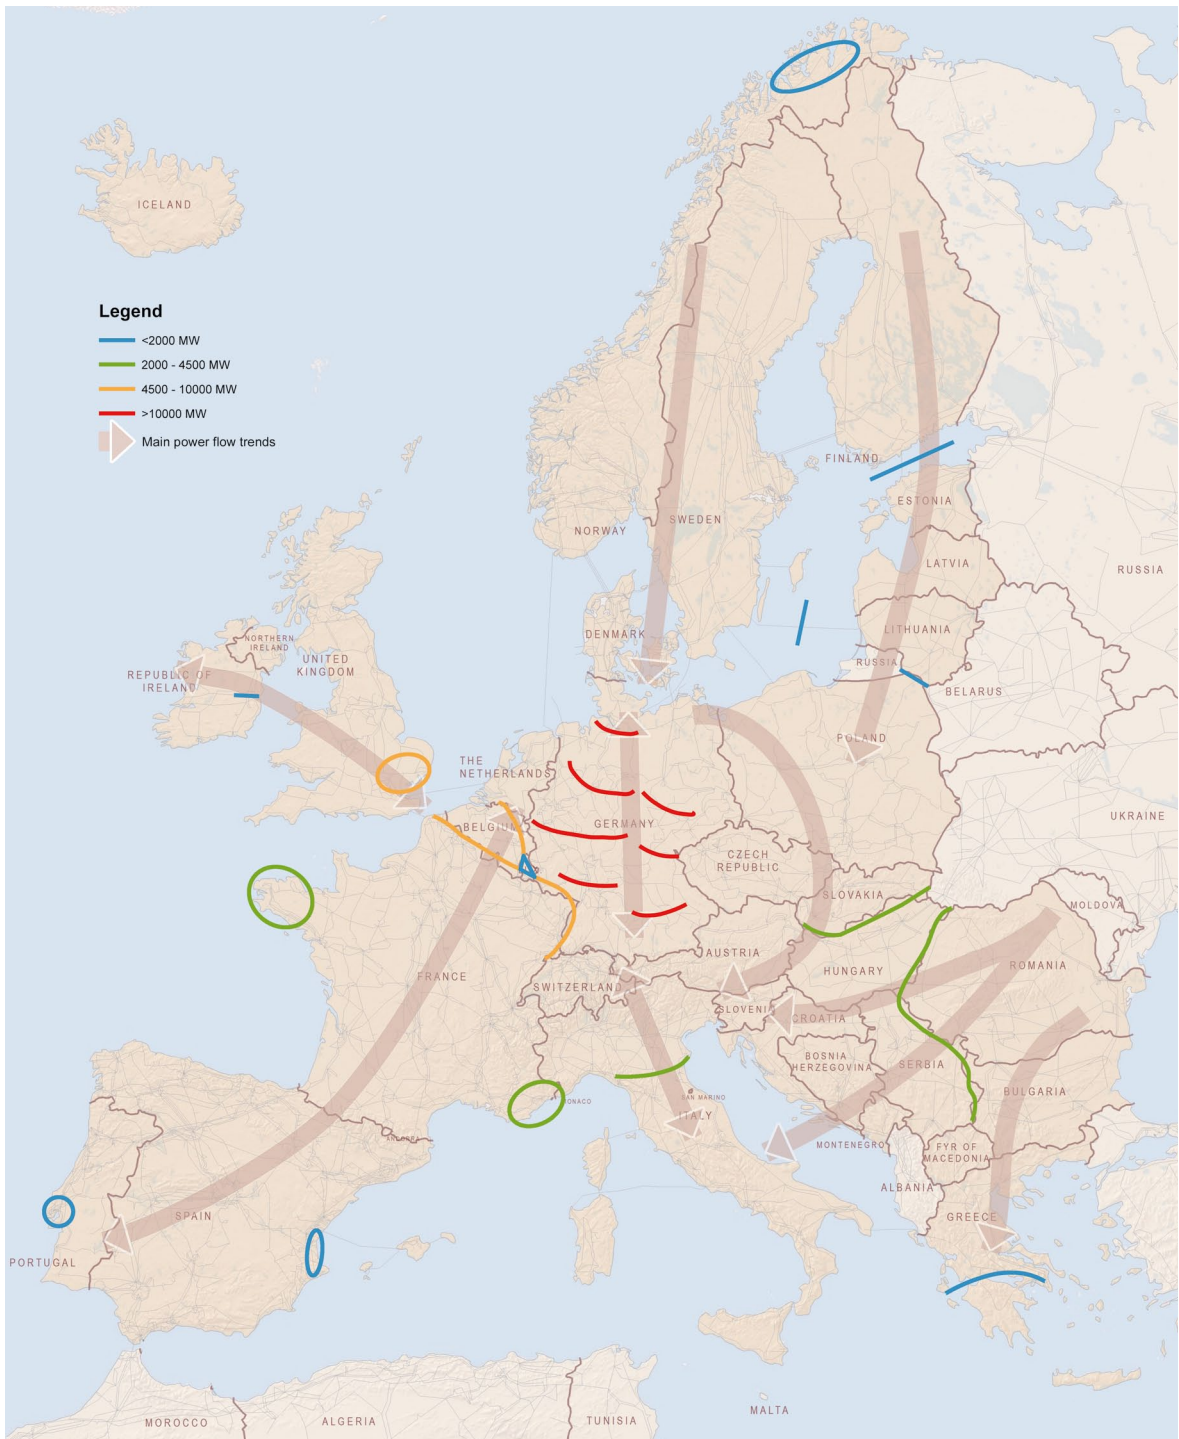 ICELAND
Legend
<2000 MW
2000 - 4500 MW
4500 - 10000 MW
>10000 MW
Main power flow trends
FINLAND
ESTONIA
NORWAY
SWEDEN
LATVIA
RUSSIA
LITHUANIA
DENMARK
NORTHERN
IRELAND
UNITED
KINGDOM
REPUBLIC OF
IRELAND
RUSSIA
BELARUS
POLAND
THE
NETHERLANDS
BELGIUM
GERMANY
UKRAINE
CZECH
REPUBLIC
SLOVAKIA
MOLDOVA
AUSTRIA
FRANCE
SWITZERLAND
HUNGARY
ROMANIA
SLOVENI
CROATIA
BOSNIA
HERZEGOVINA
SERBIA
BULGARIA
MONACO
SAN MARINO
ITALY
ANDORRA
MONTENEGRO
FYR OF
MACEDONIA
ALBANIA
GREECE
SPAIN
PORTUGAL
MALTA
MOROCCO
ALGERIA
TUNISIA